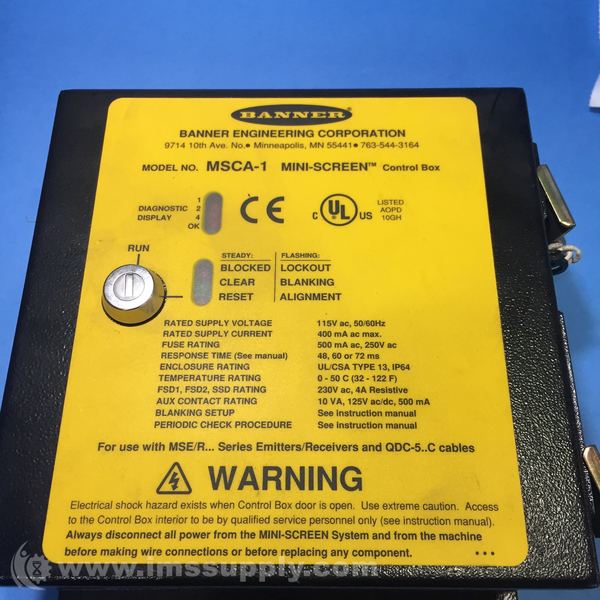 BANNER
BANNER ENGINEERING CORPORATION
9714 10th Ave. No.● Minneapolis, MN 55441● 763-544-3164
MODEL NO. MSCA-1 MINI-SCREEN™ Control Box
DIAGNOSTIC DISPLAY
1
2
4
OK
CE
C UL US
LISTED
AOPD
10GH
RUN
STEADY: FLASHING:
BLOCKED LOCKOUT
CLEAR BLANKING
RESET ALIGNMENT
RATED SUPPLY VOLTAGE 115V ac, 50/60Hz
RATED SUPPLY CURRENT 400 mA ac max.
FUSE RATING 500 mA ac, 250V ac
RESPONSE TIME (See manual) 48, 60 or 72 ms
ENCLOSURE RATING UL/CSA TYPE 13, IP64
TEMPERATURE RATING 0 - 50 C (32 - 122 F)
FSD1, FSD2, SSD RATING 230V ac, 4A Resistive
AUX CONTACT RATING 10 VA, 125V ac/dc, 500 mA
BLANKING SETUP See instruction manual
PERIODIC CHECK PROCEDURE See instruction manual
For use with MSE/R... Series Emitters/Receivers and QDC-5..C cables
WARNING
Electrical shock hazard exists when Control Box door is open. Use extreme caution. Access
to the Control Box interior to be by qualified service personnel only (see instruction manual).
Always disconnect all power from the MINI-SCREEN System and from the machine
before making wire connections or before replacing any component. ...
www.imssupply.com